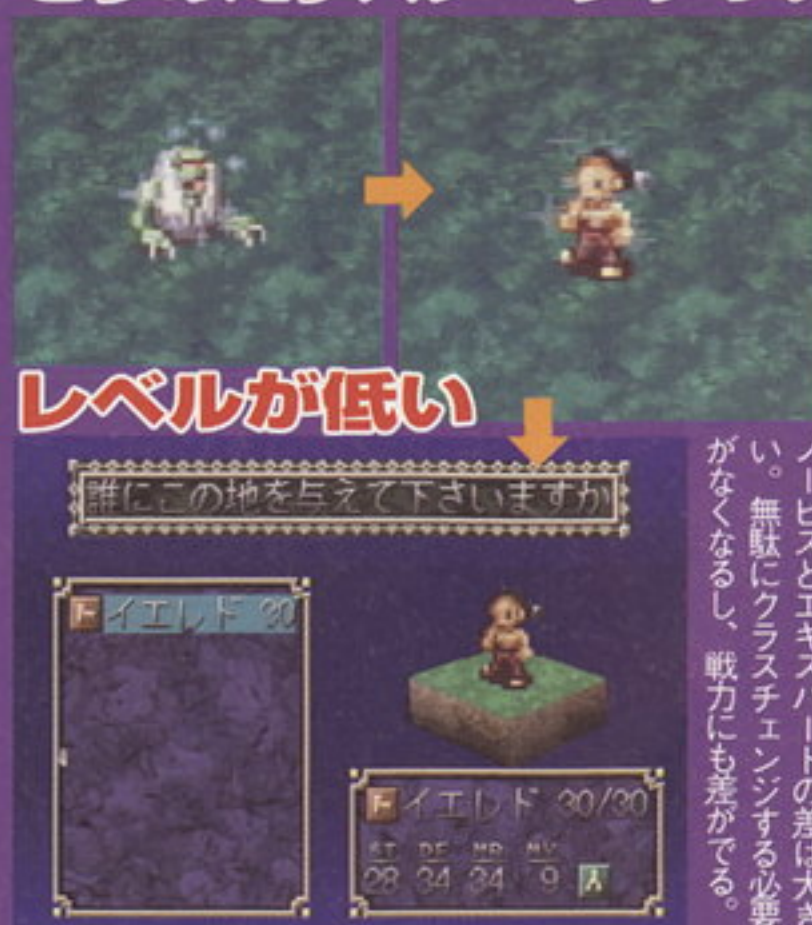 レベルが低い
誰にこの地を与えて下さいますか
ト イエレド 30
ト イエレド 30/30
ST DF MR MV
28 34 34 9 人
ノービスとエキスパートの差は大き
い。無駄にクラスチェンジする必要
がなくなるし、戦力にも差がでる。